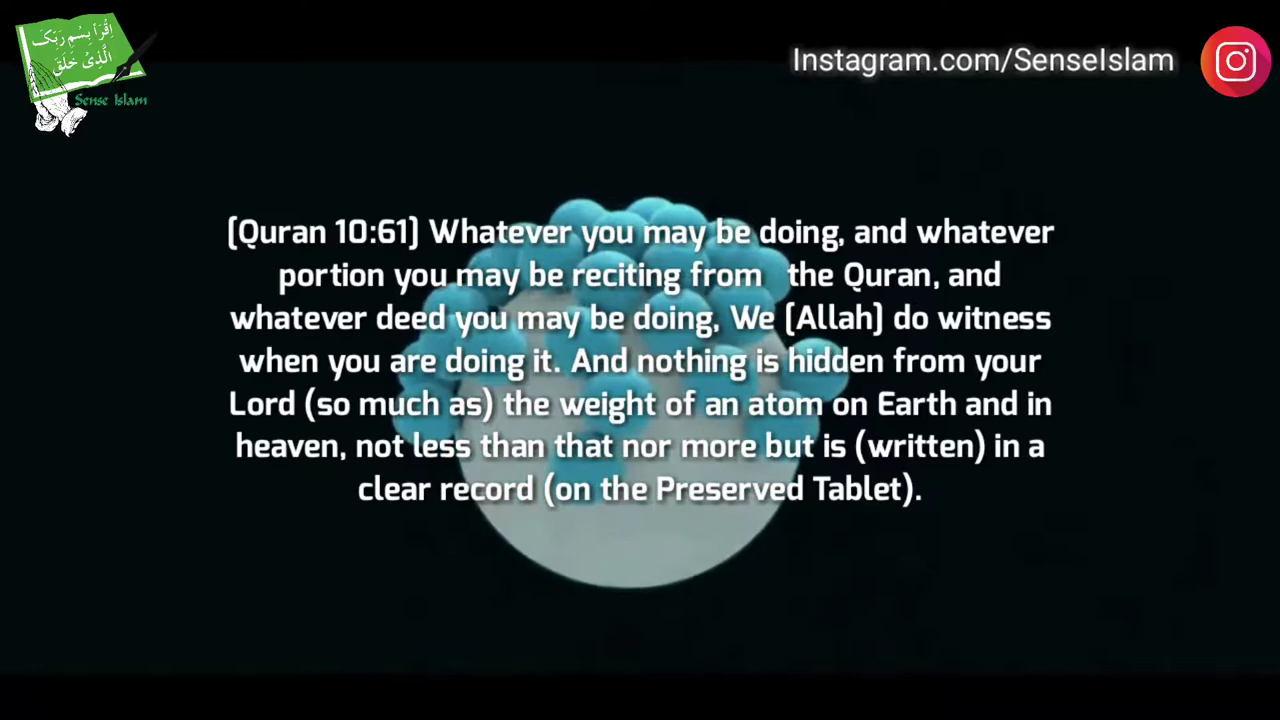 اقْرَأْ بِسْمِ رَبِّكَ
الَّذِىْ خَلَقَ
Sense Islam
Instagram.com/SenseIslam
[Quran 10:61] Whatever you may be doing, and whatever
portion you may be reciting from the Quran, and
whatever deed you may be doing, We [Allah] do witness
when you are doing it. And nothing is hidden from your
Lord (so much as) the weight of an atom on Earth and in
heaven, not less than that nor more but is (written) in a
clear record (on the Preserved Tablet).